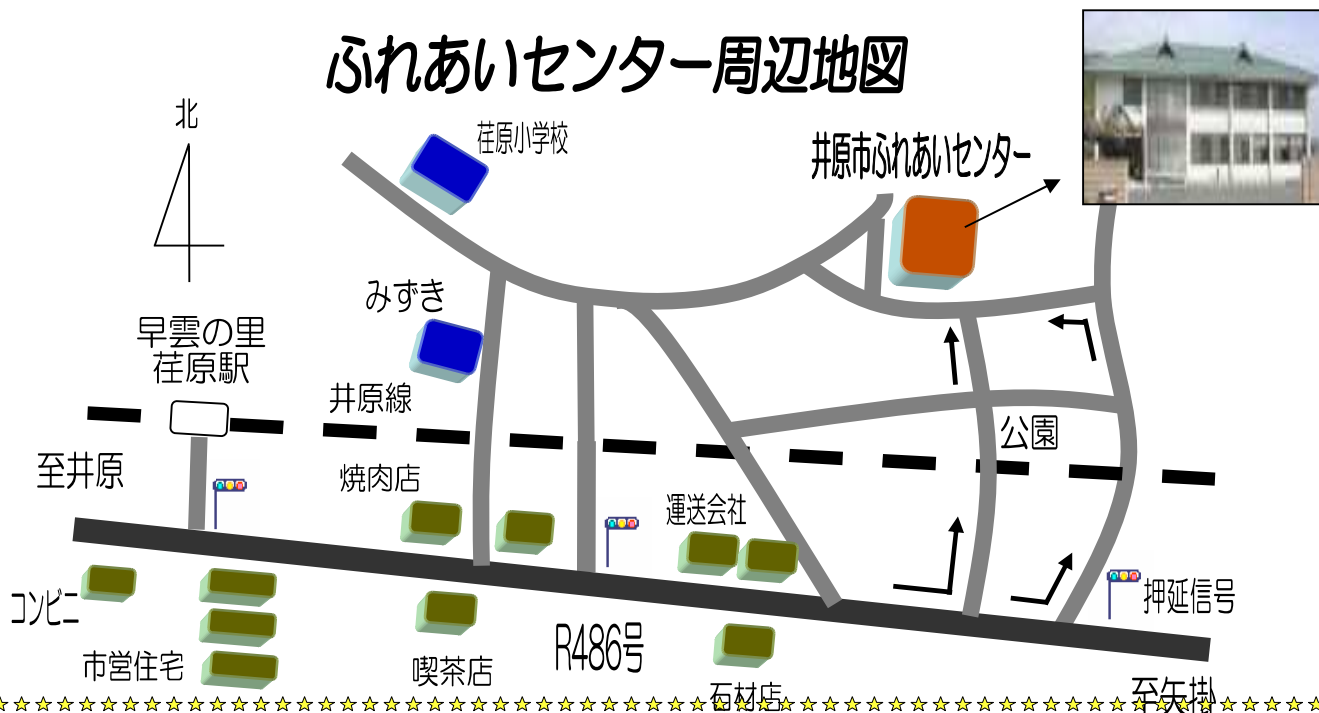 ふれあいセンター周辺地図
北
荏原小学校
井原市ふれあいセンター
みずき
早雲の里
荏原駅
井原線
公園
至井原
焼肉店
運送会社
押延信号
コンビニ
市営住宅
喫茶店
R486号
石材店
至矢掛